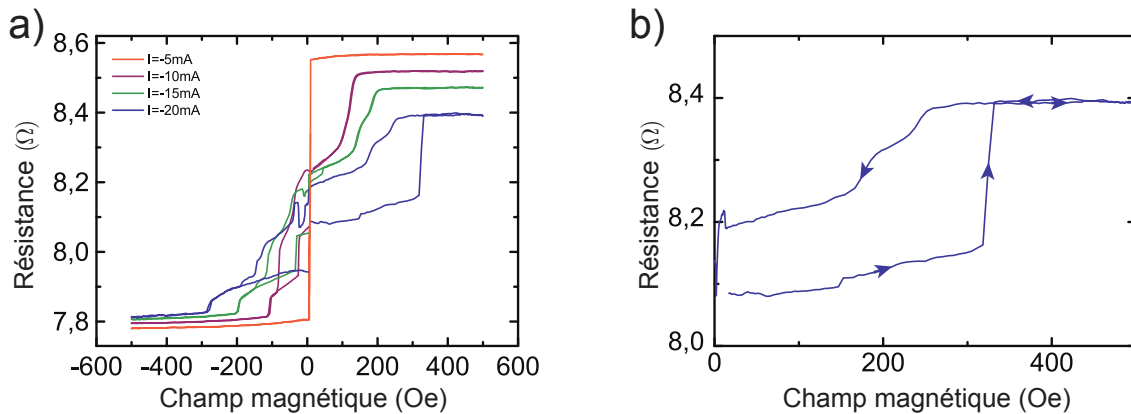 a)
8,6
8,4
8,2
8,0
7,8
Résistance (Ω)
I=-5mA
I=-10mA
I=-15mA
I=-20mA
-600 -400 -200 0 200 400 600
Champ magnétique (Oe)
b)
8,4
8,2
8,0
Résistance (Ω)
0 200 400
Champ magnétique (Oe)